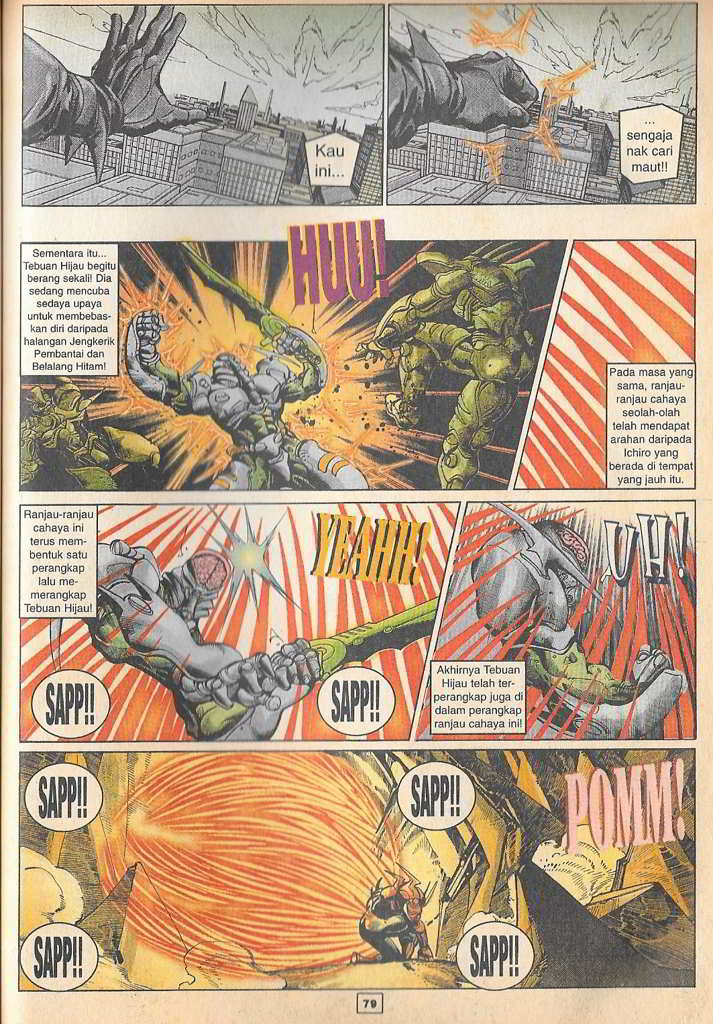 Kau
ini...
...
sengaja
nak cari
maut!!
HUU!
Sementara itu...
Tebuan Hijau begitu
berang sekali! Dia
sedang mencuba
sedaya upaya
untuk membebas-
kan diri daripada
halangan Jengkerik
Pembantai dan
Belalang Hitam!
Pada masa yang
sama, ranjau-
ranjau cahaya
seolah-olah
telah mendapat
arahan daripada
Ichiro yang
berada di tempat
yang jauh itu.
Ranjau-ranjau
cahaya ini
terus mem-
bentuk satu
perangkap
lalu me-
merangkap
Tebuan Hijau!
YEAHH!
SAPP!!
SAPP!!
UH!
Akhirnya Tebuan
Hijau telah ter-
perangkap juga di
dalam perangkap
ranjau cahaya ini!
SAPP!!
SAPP!!
POMM!
SAPP!!
SAPP!!
79